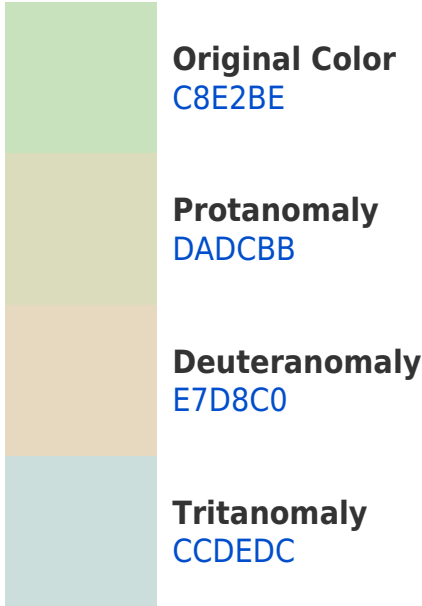 Original Color
C8E2BE
Protanomaly
DADCBB
Deuteranomaly
E7D8C0
Tritanomaly
CCDEDC